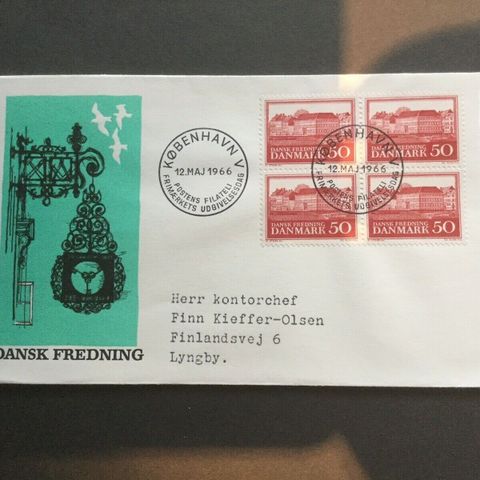 KØBENHAVN V
12.MAJ 1966
POSTENS FILATELI
FRIMÆRKETS UDGIVELSESDAG
DANSK FREDNING
DANMARK 50
DANSK FREDNING
DANMARK 50
KØBENHAVN V
12.MAJ 1966
POSTENS FILATELI
FRIMÆRKETS UDGIVELSESDAG
DANSK FREDNING
DANMARK 50
DANSK FREDNING
DANMARK 50
Herr kontorchef
Finn Kieffer-Olsen
Finlandsvej 6
Lyngby.
DANSK FREDNING